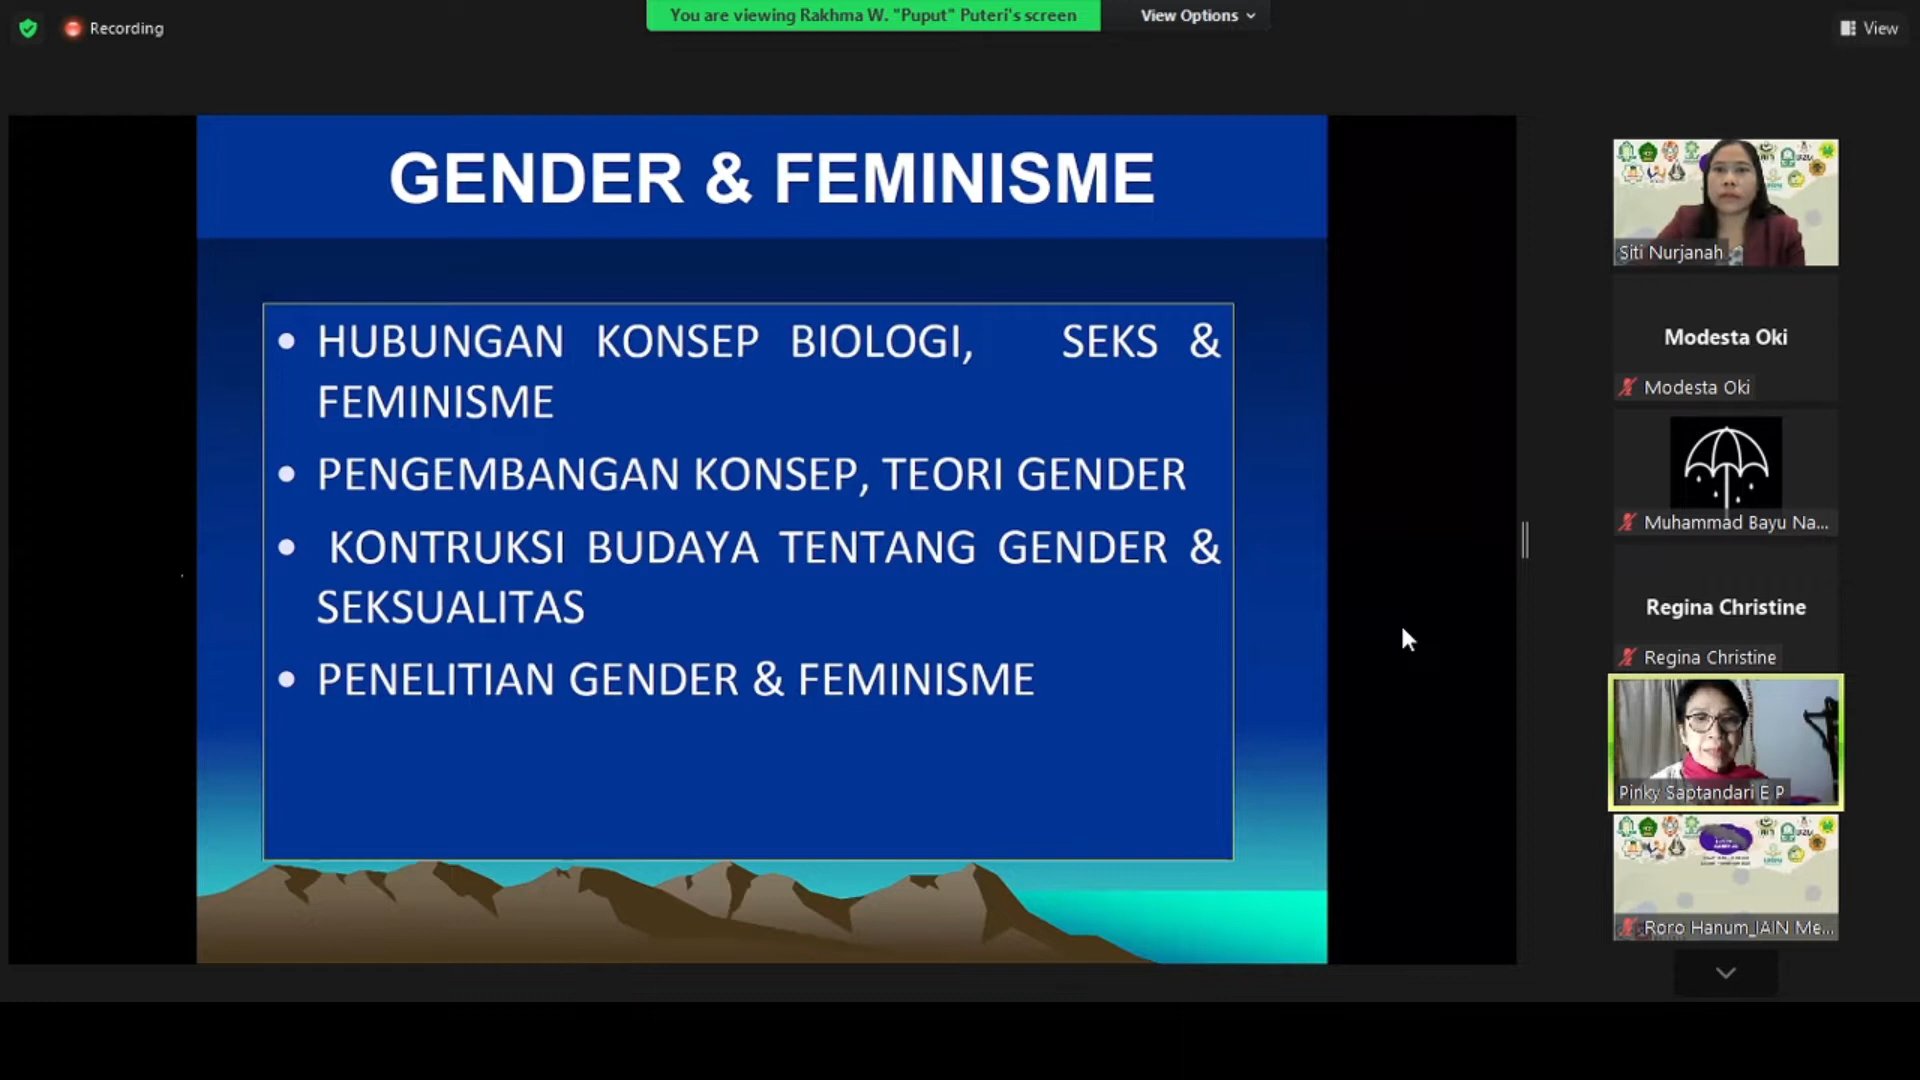 Recording
You are viewing Rakhma W. "Puput" Puteri's screen
View Options
View
GENDER & FEMINISME
• HUBUNGAN KONSEP BIOLOGI, SEKS &
FEMINISME
• PENGEMBANGAN KONSEP, TEORI GENDER
• KONTRUKSI BUDAYA TENTANG GENDER &
SEKSUALITAS
• PENELITIAN GENDER & FEMINISME
Siti Nurjanah
Modesta Oki
Modesta Oki
Muhammad Bayu Na...
Regina Christine
Regina Christine
Pinky Saptandari E P
Roro Hanum_IAIN Me...